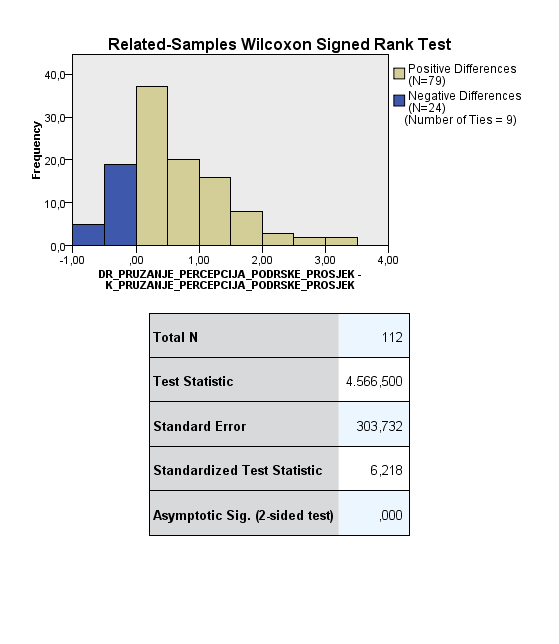 Related-Samples Wilcoxon Signed Rank Test
Positive Differences
(N=79)
Negative Differences
(N=24)
(Number of Ties = 9)
Frequency
40,0
30,0
20,0
10,0
0,0
-1,00 ,00 1,00 2,00 3,00 4,00
DR_PRUZANJE_PERCEPCIJA_PODRSKE_PROSJEK -
K_PRUZANJE_PERCEPCIJA_PODRSKE_PROSJEK
Total N 112
Test Statistic 4.566,500
Standard Error 303,732
Standardized Test Statistic 6,218
Asymptotic Sig. (2-sided test) ,000